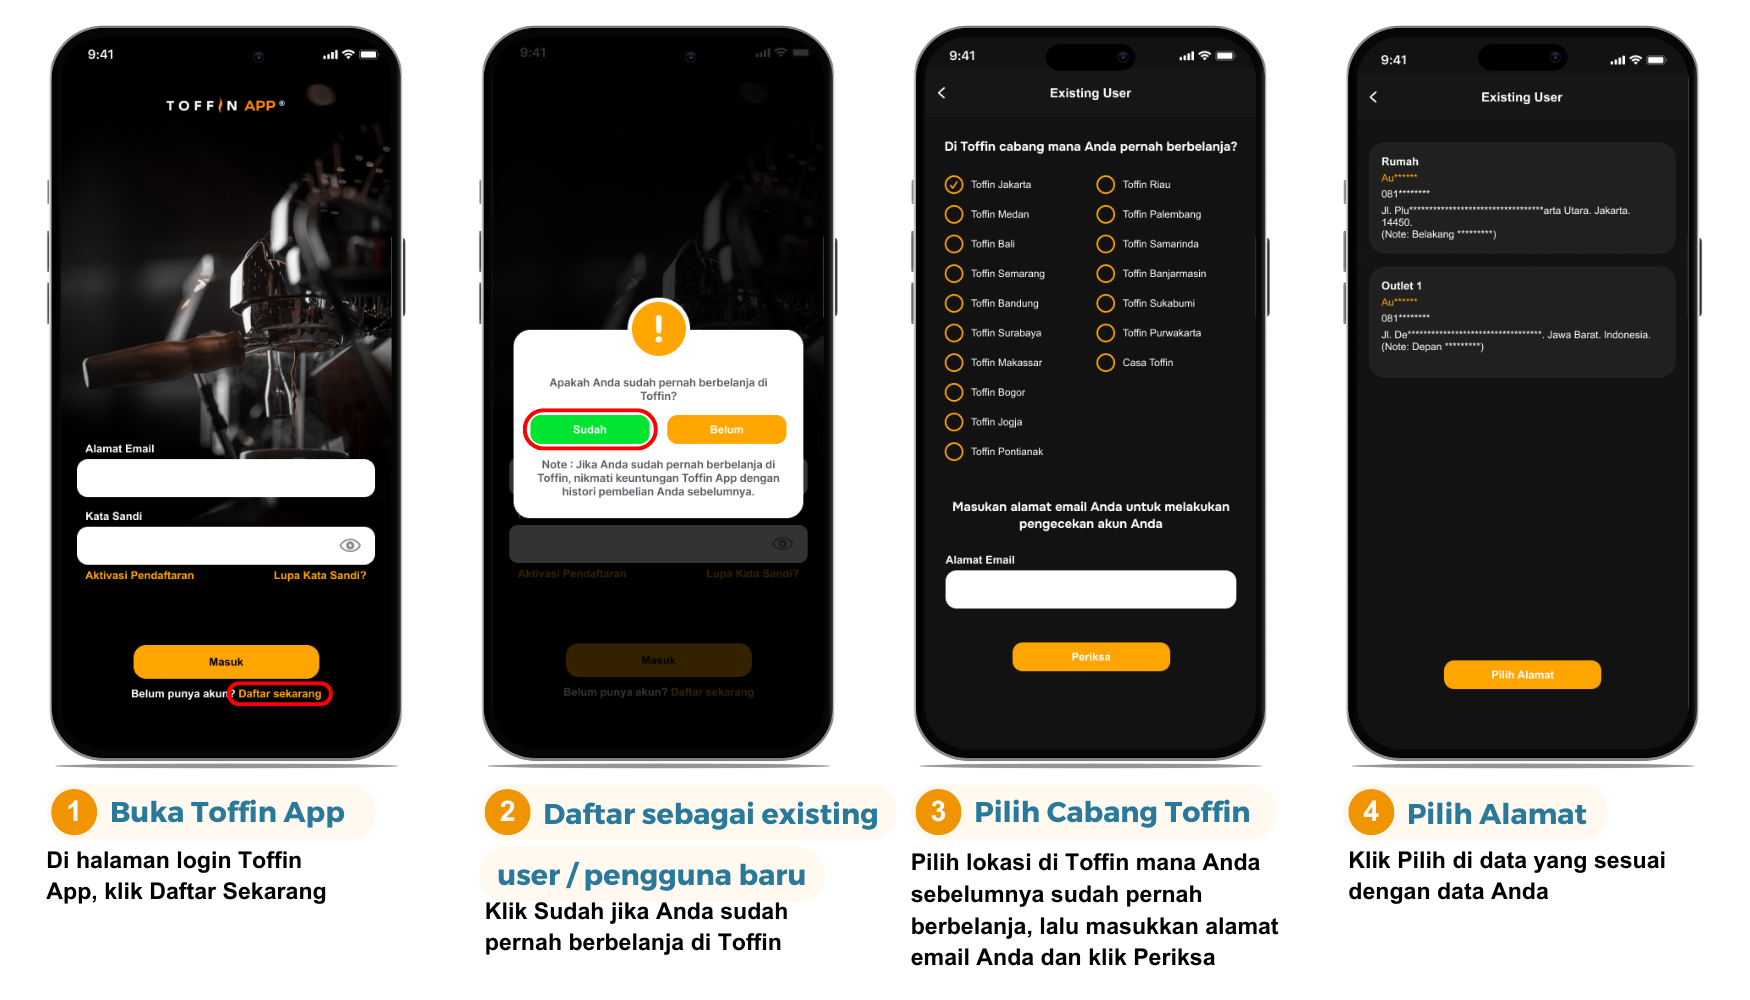 9:41
TOFFIN APP®
Alamat Email
Kata Sandi
Aktivasi Pendaftaran
Lupa Kata Sandi?
Masuk
Belum punya akun? Daftar sekarang
1 Buka Toffin App
Di halaman login Toffin
App, klik Daftar Sekarang
9:41
Apakah Anda sudah pernah berbelanja di
Toffin?
Sudah
Belum
Note : Jika Anda sudah pernah berbelanja di
Toffin, nikmati keuntungan Toffin App dengan
histori pembelian Anda sebelumnya.
Aktivasi Pendaftaran
Lupa Kata Sandi?
Masuk
Belum punya akun? Daftar sekarang
2 Daftar sebagai existing
user / pengguna baru
Klik Sudah jika Anda sudah
pernah berbelanja di Toffin
9:41
Existing User
Di Toffin cabang mana Anda pernah berbelanja?
Toffin Jakarta
Toffin Riau
Toffin Medan
Toffin Palembang
Toffin Bali
Toffin Samarinda
Toffin Semarang
Toffin Banjarmasin
Toffin Bandung
Toffin Sukabumi
Toffin Surabaya
Toffin Purwakarta
Toffin Makassar
Casa Toffin
Toffin Bogor
Toffin Jogja
Toffin Pontianak
Masukan alamat email Anda untuk melakukan
pengecekan akun Anda
Alamat Email
Periksa
3 Pilih Cabang Toffin
Pilih lokasi di Toffin mana Anda
sebelumnya sudah pernah
berbelanja, lalu masukkan alamat
email Anda dan klik Periksa
9:41
Existing User
Rumah
Au******
081********
Jl. Plu**********************************arta Utara. Jakarta.
14450.
(Note: Belakang *********)
Outlet 1
Au******
081********
Jl. De**********************************. Jawa Barat. Indonesia.
(Note: Depan *********)
Pilih Alamat
4 Pilih Alamat
Klik Pilih di data yang sesuai
dengan data Anda